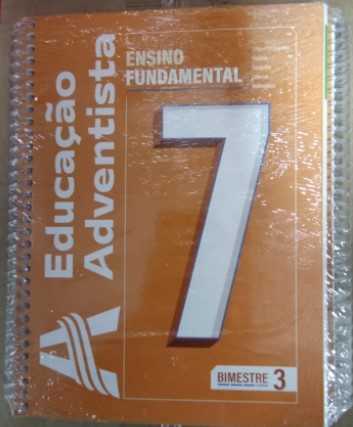 Educação
Adventista
ENSINO
FUNDAMENTAL
7
BIMESTRE 3